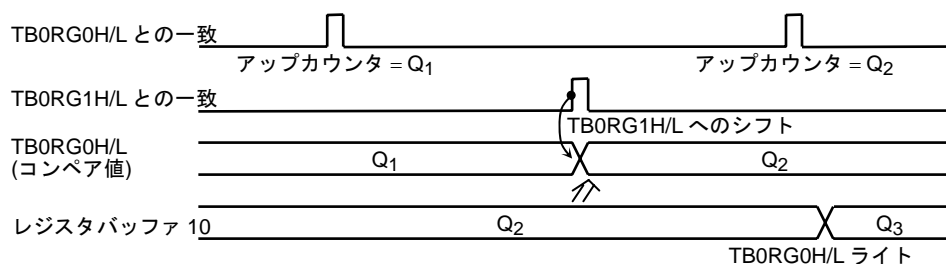 TB0RG0H/L との一致
アップカウンタ = Q1 アップカウンタ = Q2
TB0RG1H/L との一致
TB0RG1H/L へのシフト
TB0RG0H/L
(コンペア値)
Q1 Q2
レジスタバッファ 10 Q2 Q3
TB0RG0H/L ライト